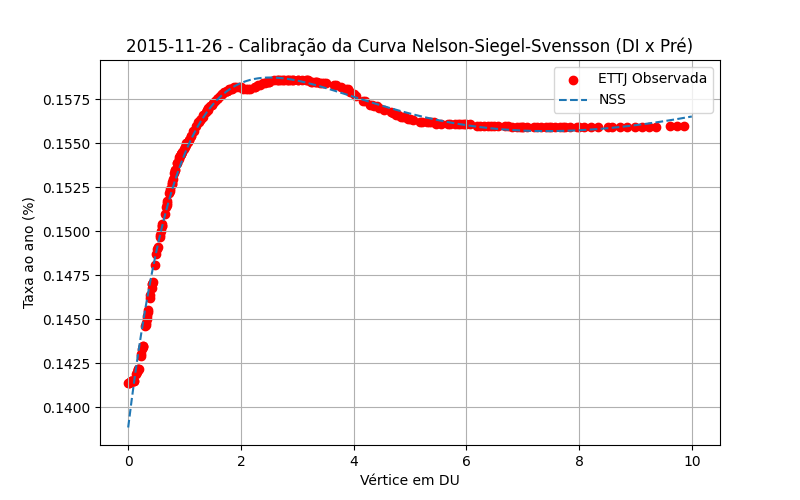 2015-11-26 - Calibração da Curva Nelson-Siegel-Svensson (DI x Pré)
ETTJ Observada
NSS
0.1575
0.1550
0.1525
0.1500
0.1475
0.1450
0.1425
0.1400
Taxa ao ano (%)
0 2 4 6 8 10
Vértice em DU